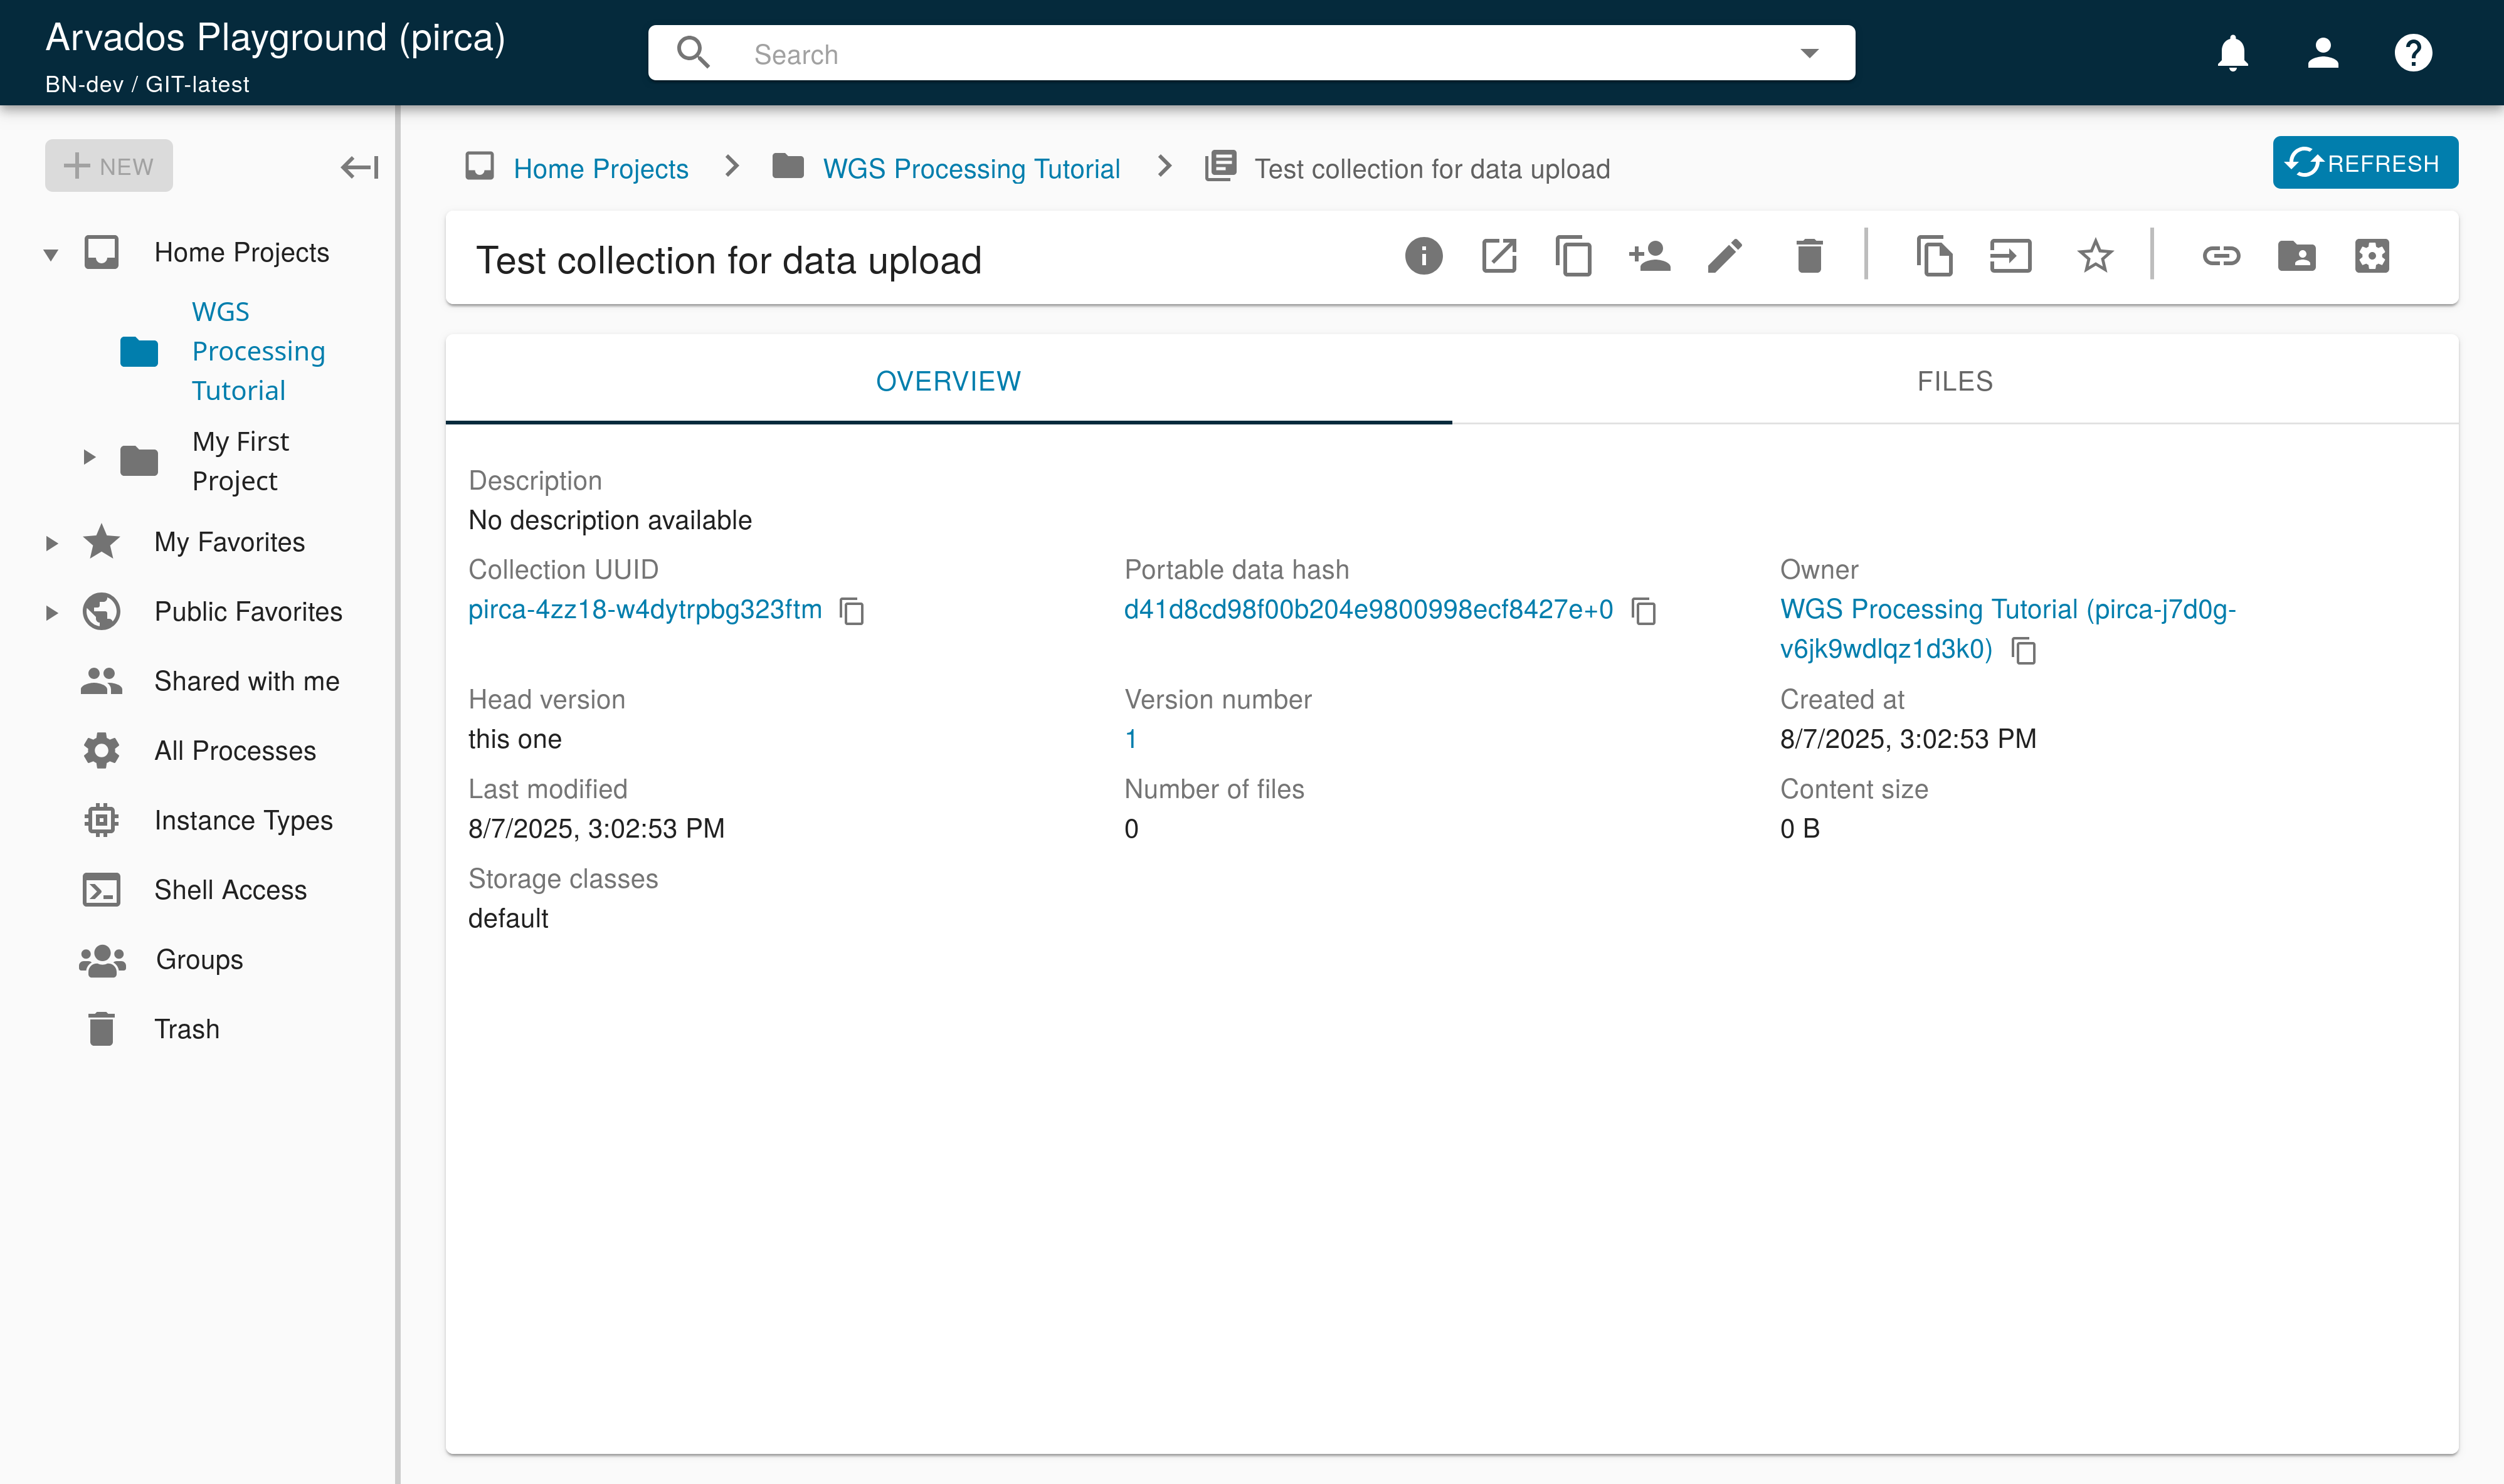 Arvados Playground (pirca)
BN-dev / GIT-latest
Search
NEW
Home Projects
WGS
Processing
Tutorial
My First
Project
My Favorites
Public Favorites
Shared with me
All Processes
Instance Types
Shell Access
Groups
Trash
Home Projects
WGS Processing Tutorial
Test collection for data upload
REFRESH
Test collection for data upload
OVERVIEW
FILES
Description
No description available
Collection UUID
pirca-4zz18-w4dytrpbg323ftm
Portable data hash
d41d8cd98f00b204e9800998ecf8427e+0
Owner
WGS Processing Tutorial (pirca-j7d0g-
v6jk9wdlqz1d3k0)
Head version
this one
Version number
1
Created at
8/7/2025, 3:02:53 PM
Last modified
8/7/2025, 3:02:53 PM
Number of files
0
Content size
0 B
Storage classes
default